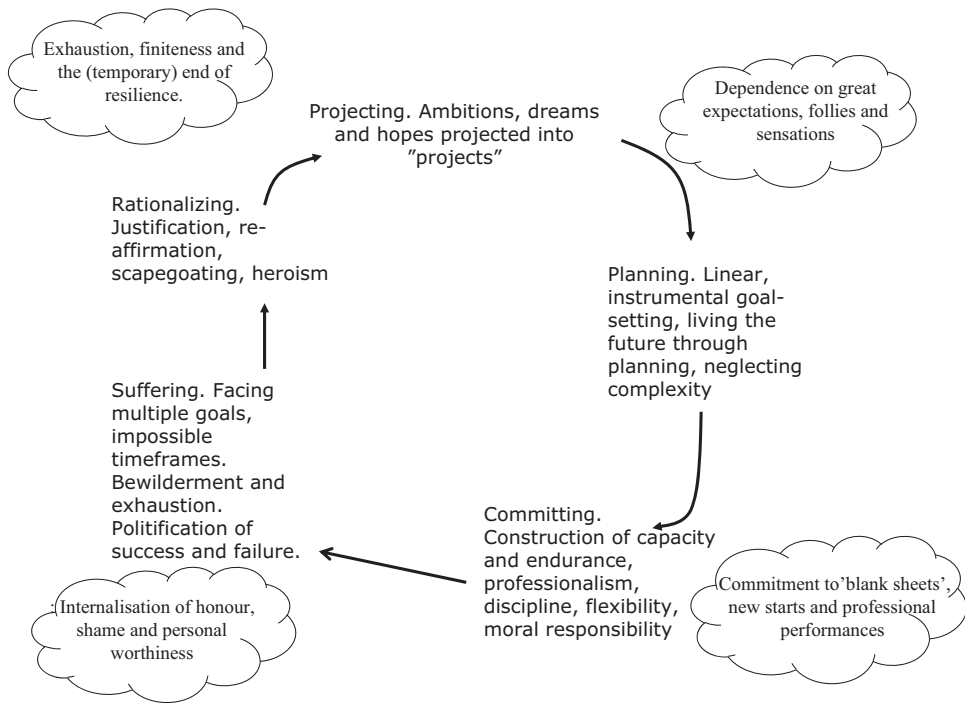 Exhaustion, finiteness and
the (temporary) end of
resilience.
Projecting. Ambitions, dreams
and hopes projected into
”projects”
Dependence on great
expectations, follies and
sensations
Rationalizing.
Justification, re-
affirmation,
scapegoating, heroism
Planning. Linear,
instrumental goal-
setting, living the
future through
planning, neglecting
complexity
Suffering. Facing
multiple goals,
impossible
timeframes.
Bewilderment and
exhaustion.
Politification of
success and failure.
Committing.
Construction of capacity
and endurance,
professionalism,
discipline, flexibility,
moral responsibility
Commitment to’blank sheets’,
new starts and professional
performances
:Internalisation of honour,
shame and personal
worthiness